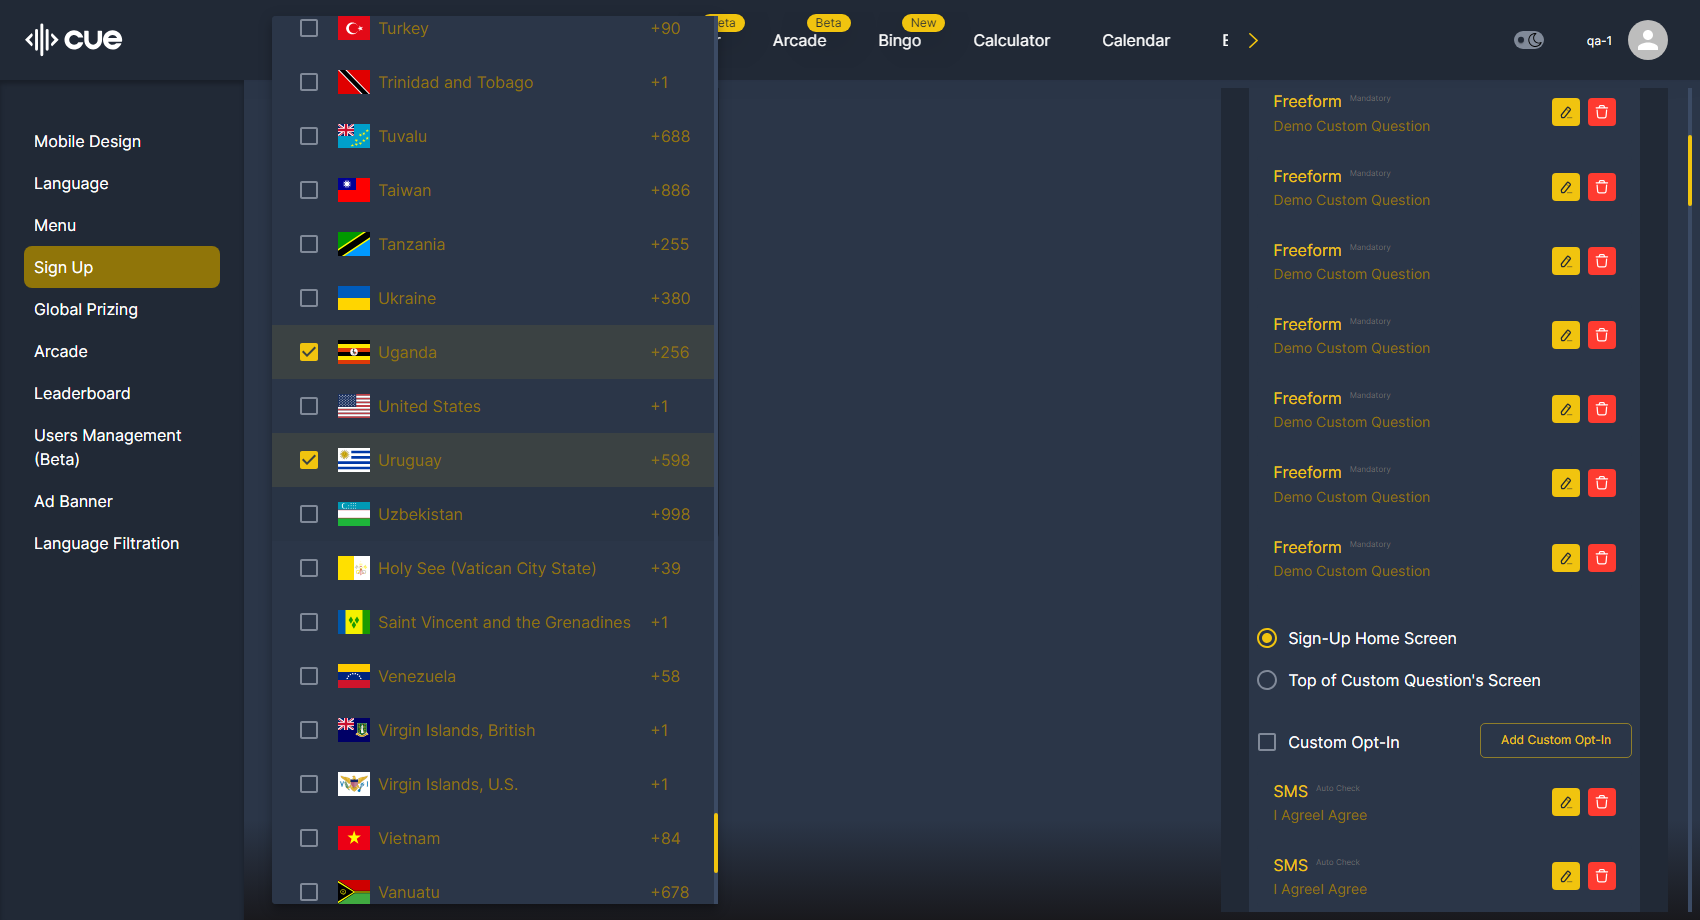 cue
eta
Beta
New
Arcade
Bingo
Calculator
Calendar
qa-1
Mobile Design
Language
Menu
Sign Up
Global Prizing
Arcade
Leaderboard
Users Management
(Beta)
Ad Banner
Language Filtration
Turkey +90
Trinidad and Tobago +1
Tuvalu +688
Taiwan +886
Tanzania +255
Ukraine +380
Uganda +256
United States +1
Uruguay +598
Uzbekistan +998
Holy See (Vatican City State) +39
Saint Vincent and the Grenadines +1
Venezuela +58
Virgin Islands, British +1
Virgin Islands, U.S. +1
Vietnam +84
Vanuatu +678
Freeform Mandatory
Demo Custom Question
Freeform Mandatory
Demo Custom Question
Freeform Mandatory
Demo Custom Question
Freeform Mandatory
Demo Custom Question
Freeform Mandatory
Demo Custom Question
Freeform Mandatory
Demo Custom Question
Freeform Mandatory
Demo Custom Question
Sign-Up Home Screen
Top of Custom Question's Screen
Custom Opt-In
Add Custom Opt-In
SMS Auto Check
I AgreeI Agree
SMS Auto Check
I AgreeI Agree